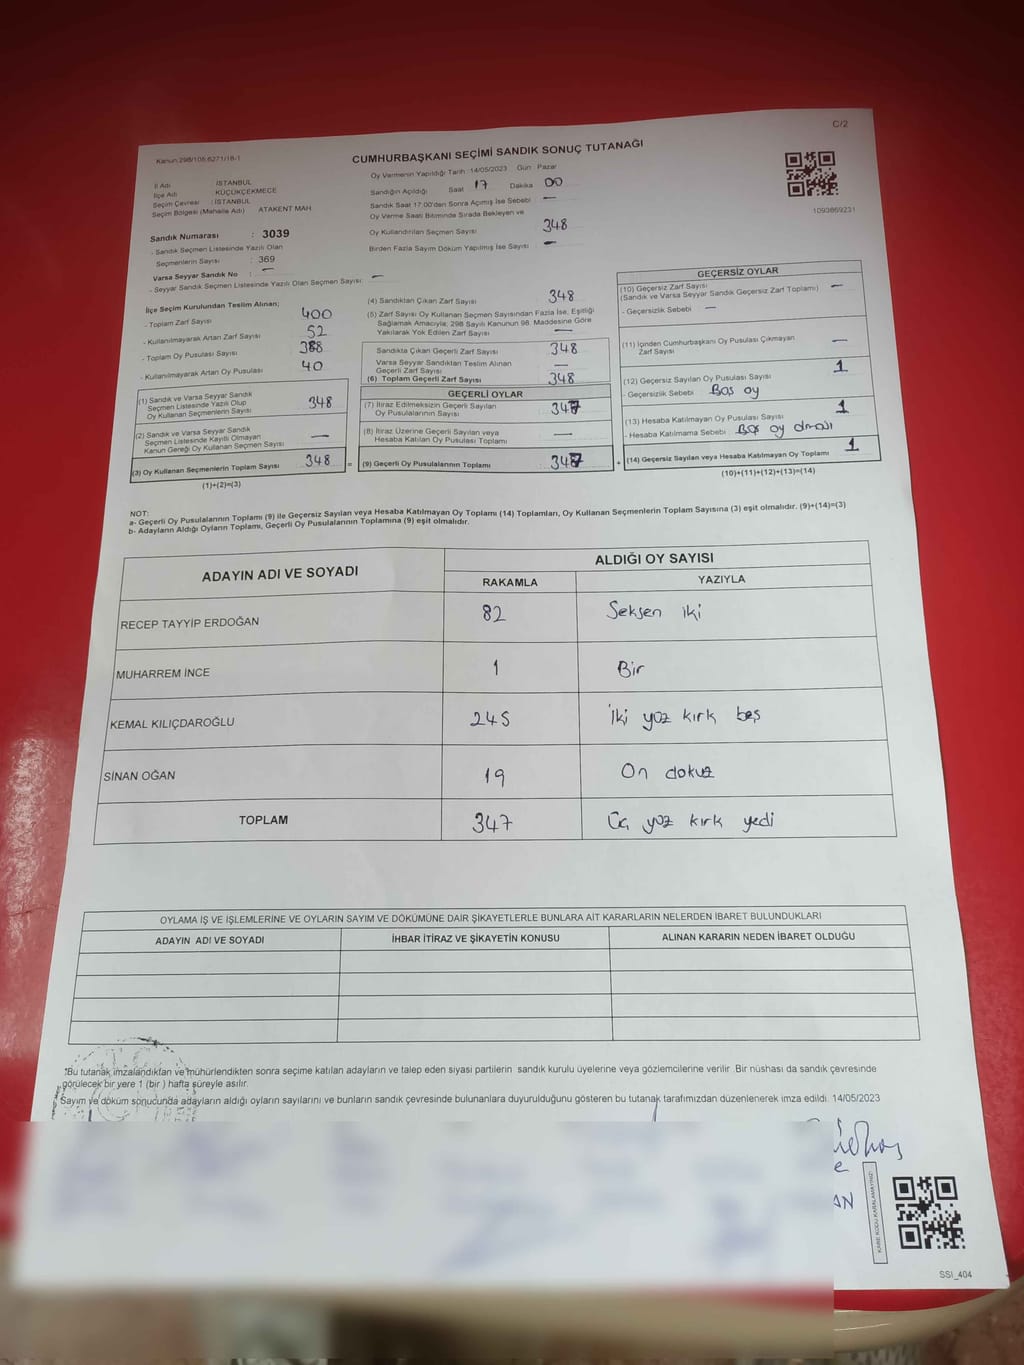 C/2
Kanun:298/105;6271/18-1
CUMHURBAŞKANI SEÇİMİ SANDIK SONUÇ TUTANAĞI
İl Adı : İSTANBUL
İlçe Adı : KÜÇÜKÇEKMECE
Seçim Çevresi : İSTANBUL
Seçim Bölgesi (Mahalle Adı) ATAKENT MAH.
Sandık Numarası : 3039
- Sandık Seçmen Listesinde Yazılı Olan
Seçmenlerin Sayısı : 369
Varsa Seyyar Sandık No : —
- Seyyar Sandık Seçmen Listesinde Yazılı Olan Seçmen Sayısı: —
Oy Vermenin Yapıldığı Tarih :14/05/2023 Gün : Pazar
Sandığın Açıldığı Saat 17 Dakika 00
Sandık Saat 17:00'den Sonra Açılmış İse Sebebi —
Oy Verme Saati Bitiminde Sırada Bekleyen ve
Oy Kullandırılan Seçmen Sayısı 348
Birden Fazla Sayım Döküm Yapılmış İse Sayısı —
1093869231
İlçe Seçim Kurulundan Teslim Alınan;
- Toplam Zarf Sayısı 400
- Kullanılmayarak Artan Zarf Sayısı 52
- Toplam Oy Pusulası Sayısı 388
- Kullanılmayarak Artan Oy Pusulası 40
(1) Sandık ve Varsa Seyyar Sandık
Seçmen Listesinde Yazılı Olup
Oy Kullanan Seçmenlerin Sayısı 348
(2) Sandık ve Varsa Seyyar Sandık
Seçmen Listesinde Kayıtlı Olmayan
Kanun Gereği Oy Kullanan Seçmen Sayısı —
(3) Oy Kullanan Seçmenlerin Toplam Sayısı 348
(1)+(2)=(3)
(4) Sandıktan Çıkan Zarf Sayısı 348
(5) Zarf Sayısı Oy Kullanan Seçmen Sayısından Fazla İse, Eşitliği
Sağlamak Amacıyla; 298 Sayılı Kanunun 98. Maddesine Göre
Yakılarak Yok Edilen Zarf Sayısı —
Sandıkta Çıkan Geçerli Zarf Sayısı 348
Varsa Seyyar Sandıktan Teslim Alınan
Geçerli Zarf Sayısı —
(6) Toplam Geçerli Zarf Sayısı 348
GEÇERLİ OYLAR
(7) İtiraz Edilmeksizin Geçerli Sayılan
Oy Pusulalarının Sayısı 347
(8) İtiraz Üzerine Geçerli Sayılan veya
Hesaba Katılan Oy Pusulası Toplamı —
= (9) Geçerli Oy Pusulalarının Toplamı 347
GEÇERSİZ OYLAR
(10) Geçersiz Zarf Sayısı
(Sandık ve Varsa Seyyar Sandık Geçersiz Zarf Toplamı) —
- Geçersizlik Sebebi —
(11) İçinden Cumhurbaşkanı Oy Pusulası Çıkmayan
Zarf Sayısı —
(12) Geçersiz Sayılan Oy Pusulası Sayısı 1
- Geçersizlik Sebebi Boş oy
(13) Hesaba Katılmayan Oy Pusulası Sayısı 1
- Hesaba Katılmama Sebebi Boş oy olması
+ (14) Geçersiz Sayılan veya Hesaba Katılmayan Oy Toplamı 1
(10)+(11)+(12)+(13)=(14)
NOT:
a- Geçerli Oy Pusulalarının Toplamı (9) ile Geçersiz Sayılan veya Hesaba Katılmayan Oy Toplamı (14) Toplamları, Oy Kullanan Seçmenlerin Toplam Sayısına (3) eşit olmalıdır. (9)+(14)=(3)
b- Adayların Aldığı Oyların Toplamı, Geçerli Oy Pusulalarının Toplamına (9) eşit olmalıdır.
ADAYIN ADI VE SOYADI ALDIĞI OY SAYISI
RAKAMLA YAZIYLA
RECEP TAYYİP ERDOĞAN 82 Seksen iki
MUHARREM İNCE 1 Bir
KEMAL KILIÇDAROĞLU 245 iki yüz kırk beş
SİNAN OĞAN 19 On dokuz
TOPLAM 347 Üç yüz kırk yedi
OYLAMA İŞ VE İŞLEMLERİNE VE OYLARIN SAYIM VE DÖKÜMÜNE DAİR ŞİKAYETLERLE BUNLARA AİT KARARLARIN NELERDEN İBARET BULUNDUKLARI
ADAYIN ADI VE SOYADI İHBAR İTİRAZ VE ŞİKAYETİN KONUSU ALINAN KARARIN NEDEN İBARET OLDUĞU
*Bu tutanak imzalandıktan ve mühürlendikten sonra seçime katılan adayların ve talep eden siyasi partilerin sandık kurulu üyelerine veya gözlemcilerine verilir. Bir nüshası da sandık çevresinde
görülecek bir yere 1 (bir ) hafta süreyle asılır.
Sayım ve döküm sonucunda adayların aldığı oyların sayılarını ve bunların sandık çevresinde bulunanlara duyurulduğunu gösteren bu tutanak tarafımızdan düzenlenerek imza edildi. 14/05/2023
KARE KODU KARALAMAYINIZ!
SSI_404